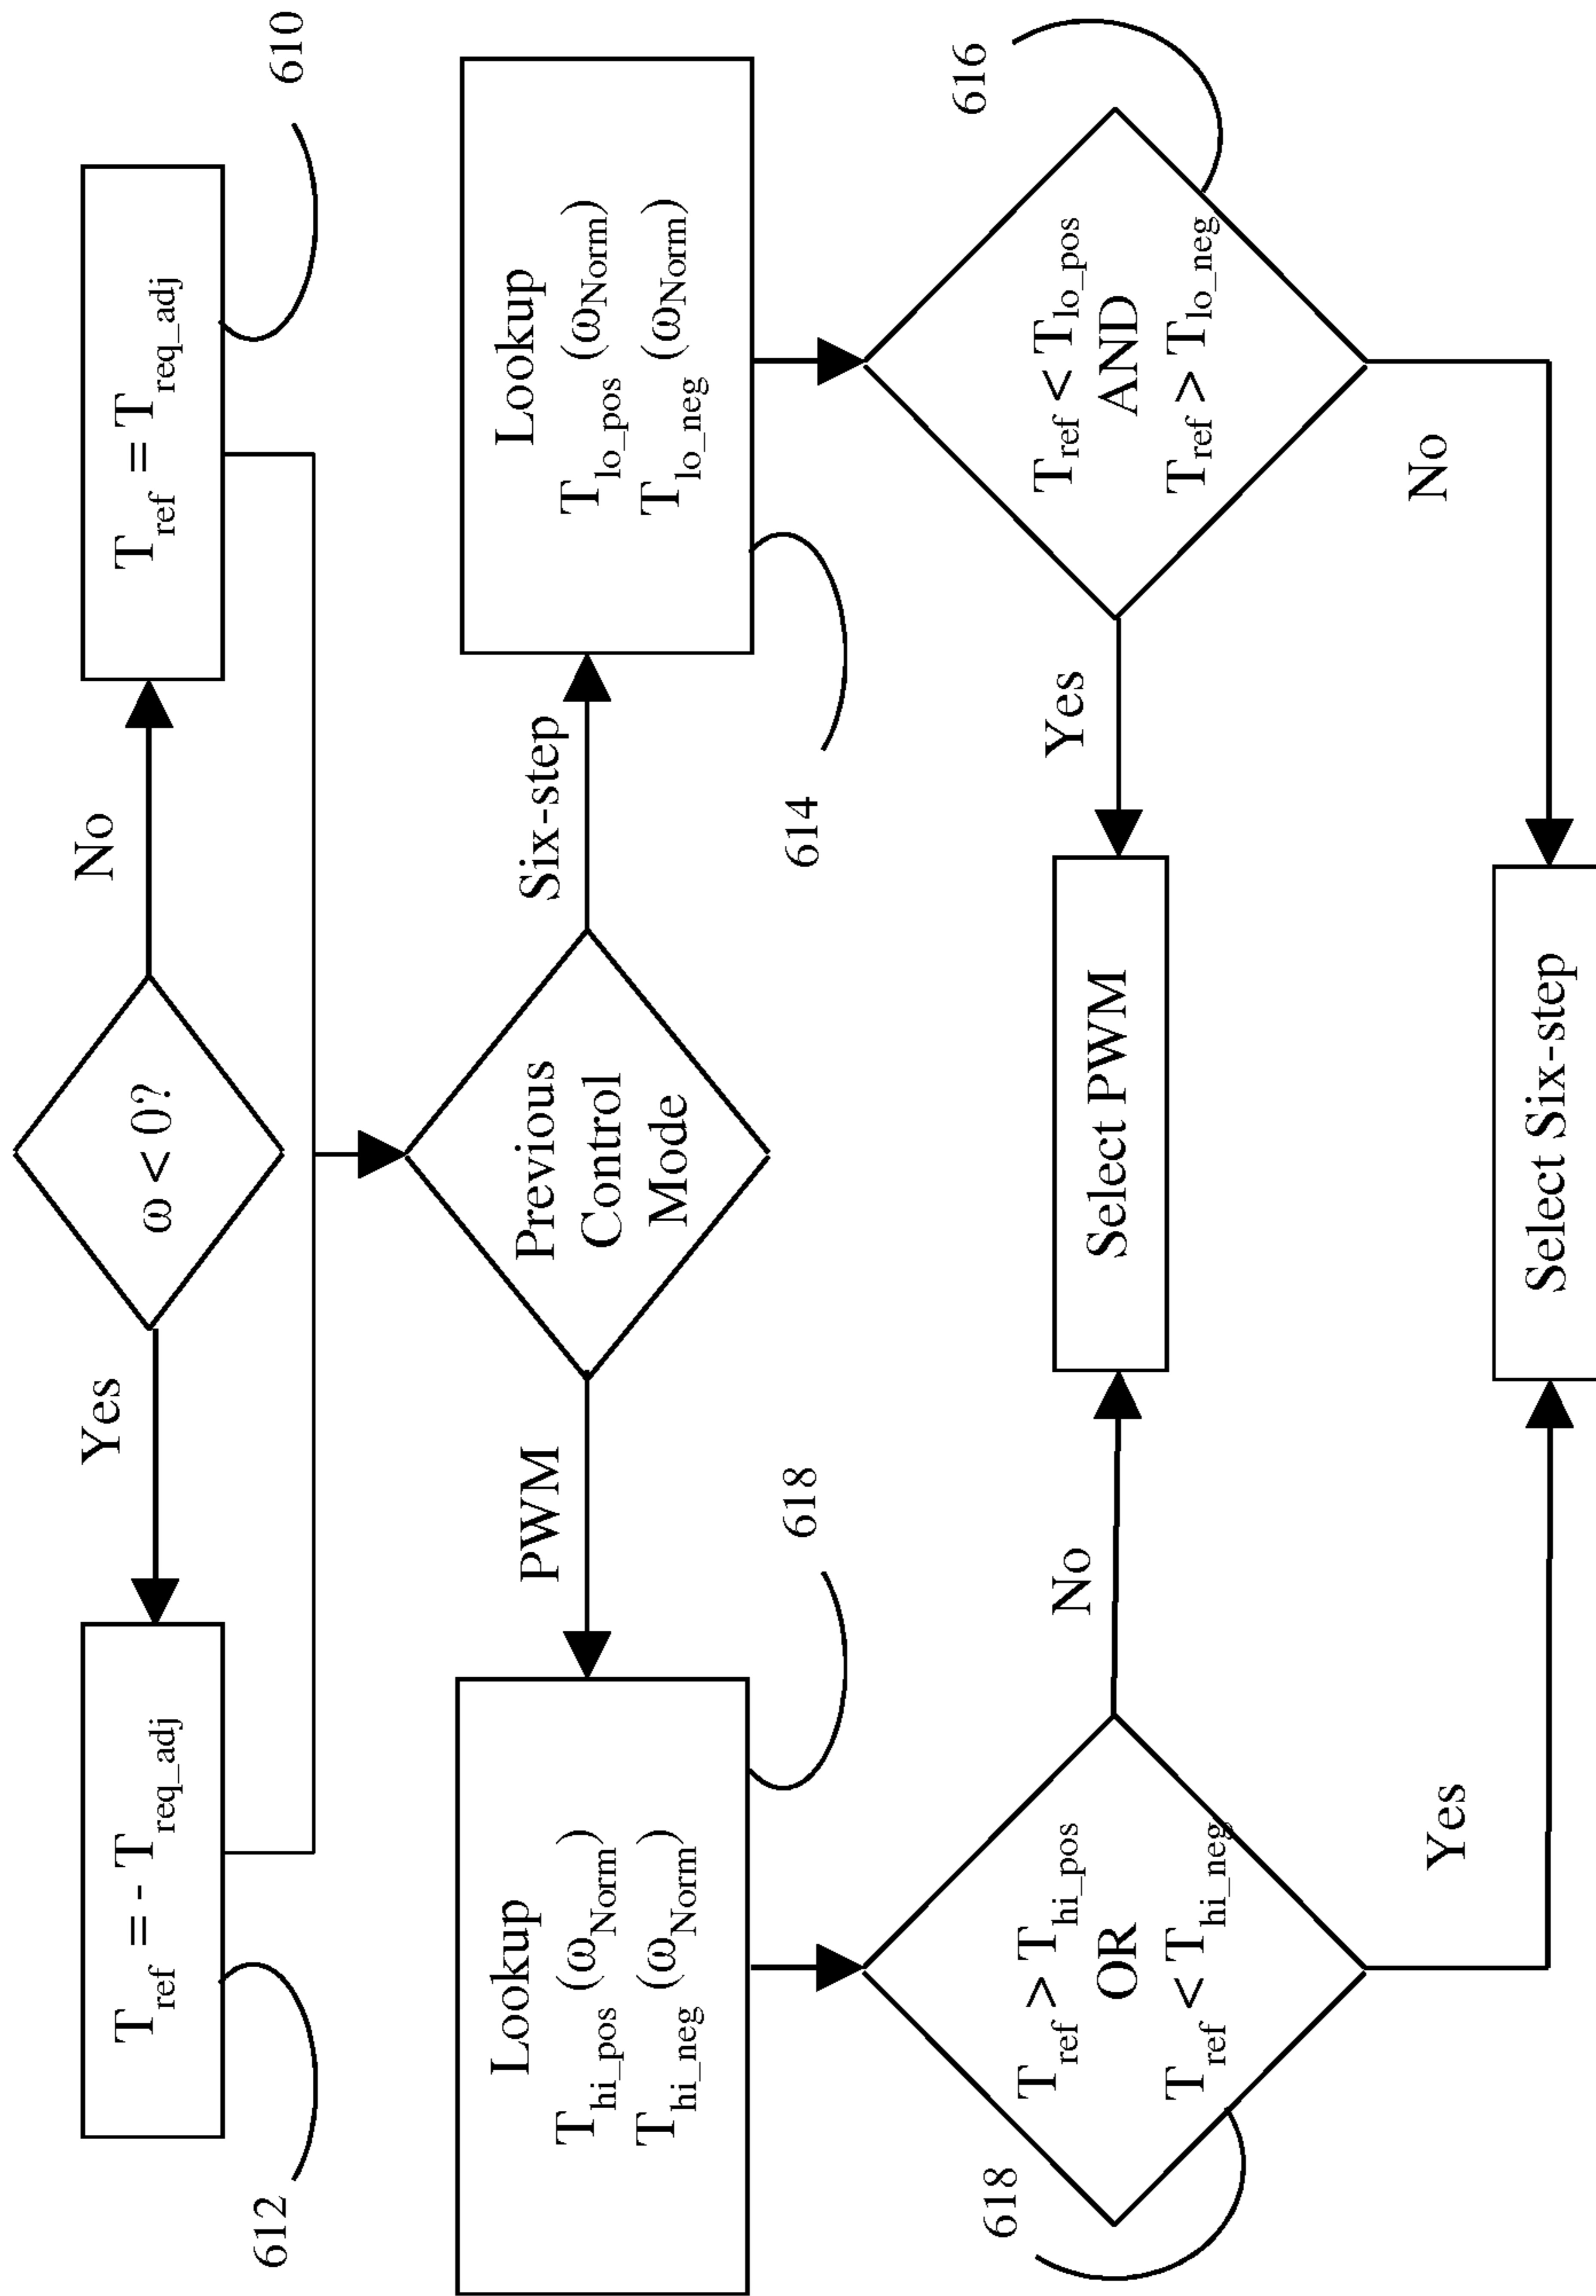 612
T_ref = - T_req_adj
Yes
ω < 0?
No
T_ref = T_req_adj
610
Lookup
T_hi_pos (ω_Norm)
T_hi_neg (ω_Norm)
618
PWM
Previous
Control
Mode
Six-step
614
Lookup
T_lo_pos (ω_Norm)
T_lo_neg (ω_Norm)
618
T_ref > T_hi_pos
OR
T_ref < T_hi_neg
No
Select PWM
Yes
T_ref < T_lo_pos
AND
T_ref > T_lo_neg
616
Yes
Select Six-step
No